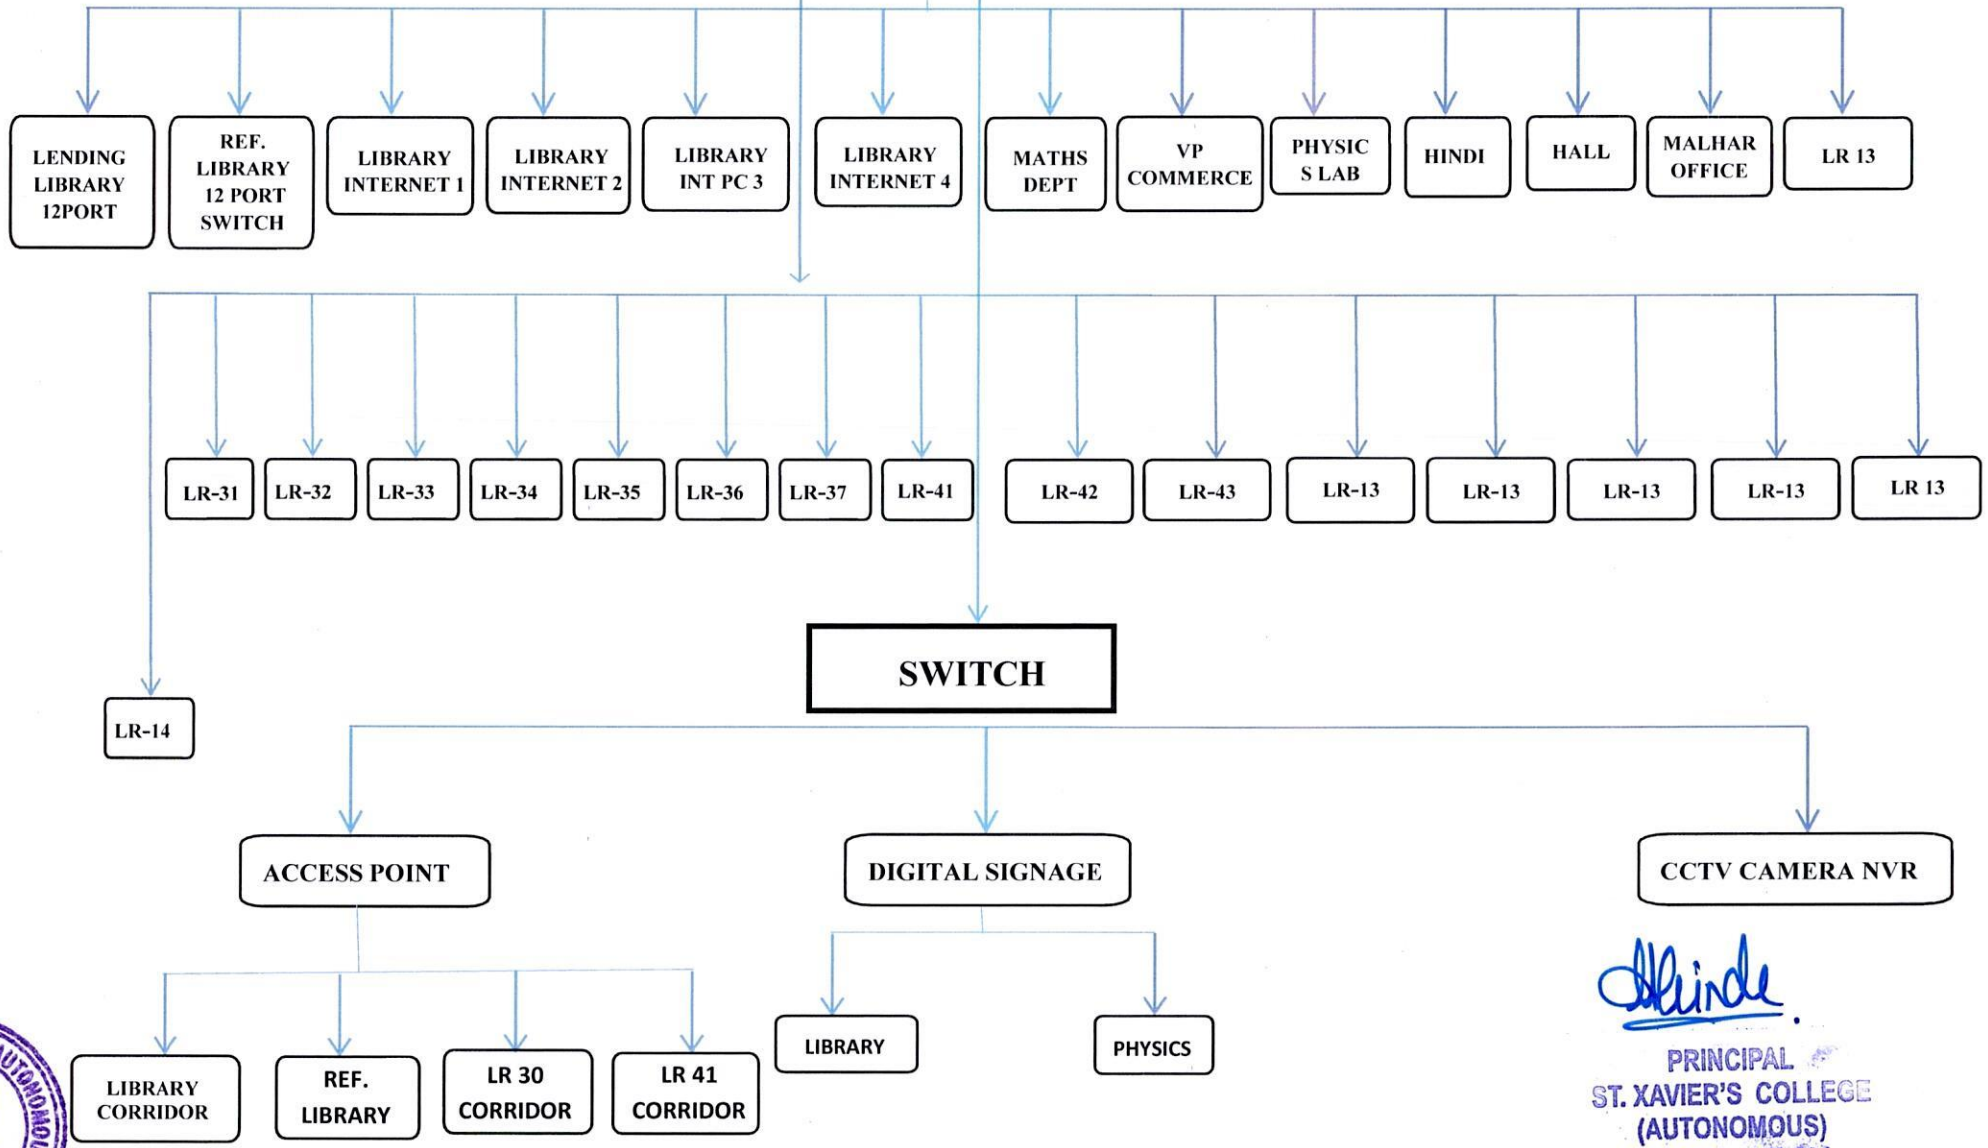 LENDING
LIBRARY
12PORT
REF.
LIBRARY
12 PORT
SWITCH
LIBRARY
INTERNET 1
LIBRARY
INTERNET 2
LIBRARY
INT PC 3
LIBRARY
INTERNET 4
MATHS
DEPT
VP
COMMERCE
PHYSIC
S LAB
HINDI
HALL
MALHAR
OFFICE
LR 13
LR-31
LR-32
LR-33
LR-34
LR-35
LR-36
LR-37
LR-41
LR-42
LR-43
LR-13
LR-13
LR-13
LR-13
LR 13
SWITCH
LR-14
ACCESS POINT
DIGITAL SIGNAGE
CCTV CAMERA NVR
LIBRARY
CORRIDOR
REF.
LIBRARY
LR 30
CORRIDOR
LR 41
CORRIDOR
LIBRARY
PHYSICS
PRINCIPAL
ST. XAVIER'S COLLEGE
(AUTONOMOUS)